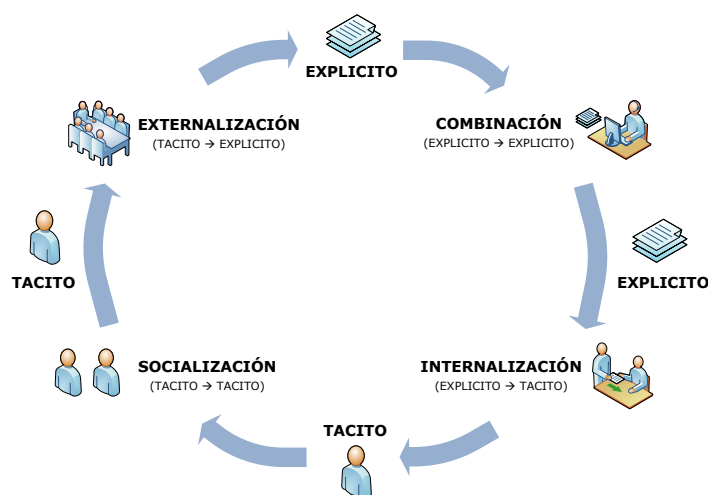 EXPLICITO
EXTERNALIZACIÓN
(TACITO → EXPLICITO)
COMBINACIÓN
(EXPLICITO → EXPLICITO)
TACITO
EXPLICITO
SOCIALIZACIÓN
(TACITO → TACITO)
INTERNALIZACIÓN
(EXPLICITO → TACITO)
TACITO